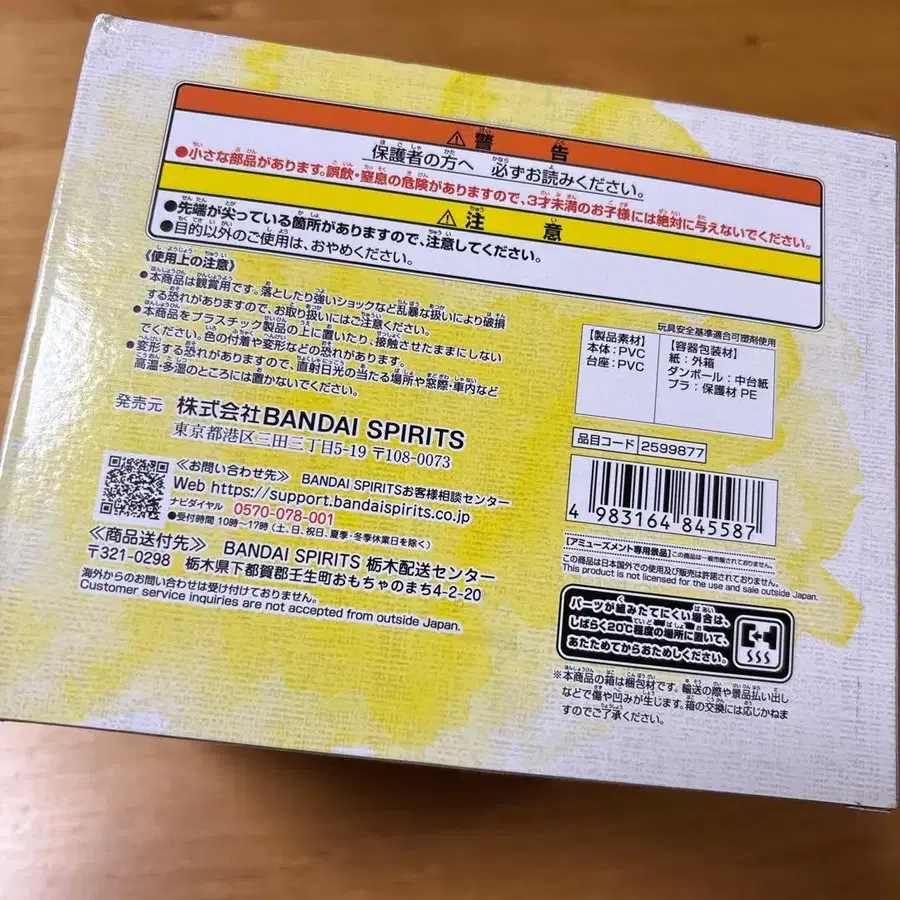 ⚠警告
保護者の方へ 必ずお読みください。
●小さな部品があります。誤飲・窒息の危険がありますので、3才未満のお子様には絶対に与えないでください。
⚠注意
●先端が尖っている箇所がありますので、注意してください。
●目的以外のご使用は、おやめください。
《使用上の注意》
●本商品は観賞用です。落としたり強いショックなど乱暴な扱いにより破損
する恐れがありますので、お取り扱いにはご注意ください。
●本商品をプラスチック製品の上に置いたり、接触させたままにしない
でください。色の付着や変形などの恐れがあります。
●変形する恐れがありますので、直射日光の当たる場所や窓際・車内など
高温・多湿のところには置かないでください。
発売元 株式会社BANDAI SPIRITS
東京都港区三田三丁目5-19 〒108-0073
≪お問い合わせ先≫ BANDAI SPIRITSお客様相談センター
Web https://support.bandaispirits.co.jp
ナビダイヤル 0570-078-001
●受付時間 10時〜17時(土、日、祝日、夏季・冬季休業日を除く)
≪商品送付先≫ BANDAI SPIRITS 栃木配送センター
〒321-0298 栃木県下都賀郡壬生町おもちゃのまち4-2-20
海外からのお問い合わせは受け付けておりません。
Customer service inquiries are not accepted from outside Japan.
玩具安全基準適合可塑剤使用
【製品素材】
本体:PVC
台座:PVC
【容器包装材】
紙:外箱
ダンボール:中台紙
プラ:保護材 PE
品目コード 2599877
4 983164 845587
【アミューズメント専用景品】この商品は一般市販されておりません。
この商品は日本国外での使用及び販売は許諾されておりません。
This product is not licensed for the use and sale outside Japan.
パーツが組みたてにくい場合は、
しばらく20℃程度の場所に置いて、
あたためてからおためしください。
※本商品の箱は梱包材です。輸送の際や景品払い出し
などで傷や凹みが生じます。箱の交換には応じかねま
すのでご了承ください。